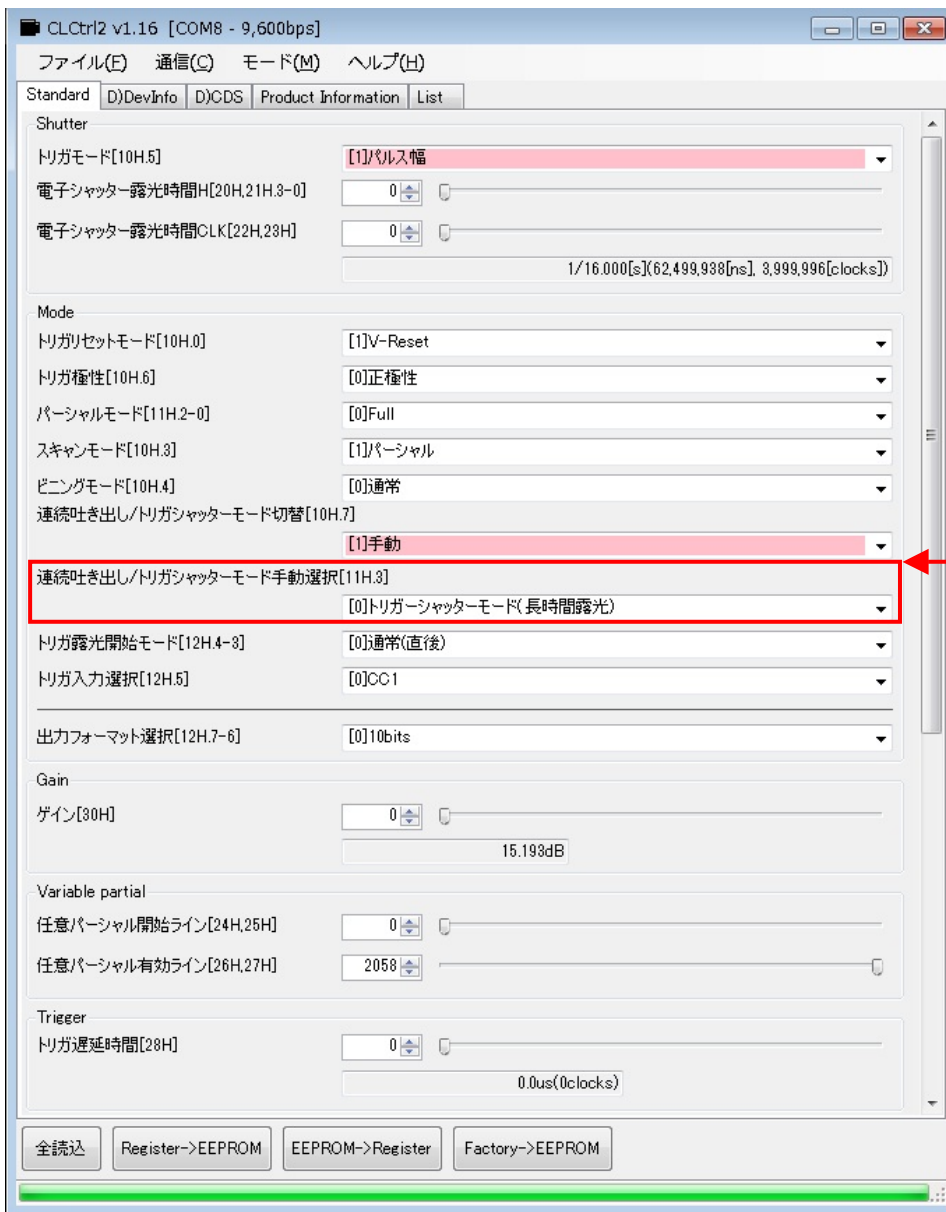 CLCtrl2 v1.16 [COM8 - 9,600bps]
ファイル(F) 通信(C) モード(M) ヘルプ(H)
Standard D)DevInfo D)CDS Product Information List
Shutter
トリガモード[10H.5] [1]パルス幅
電子シャッター露光時間H[20H,21H.3-0] 0
電子シャッター露光時間CLK[22H,23H] 0
1/16.000[s](62,499,938[ns], 3,999,996[clocks])
Mode
トリガリセットモード[10H.0] [1]V-Reset
トリガ極性[10H.6] [0]正極性
パーシャルモード[11H.2-0] [0]Full
スキャンモード[10H.3] [1]パーシャル
ビニングモード[10H.4] [0]通常
連続吐き出し/トリガシャッターモード切替[10H.7]
[1]手動
連続吐き出し/トリガシャッターモード手動選択[11H.3]
[0]トリガーシャッターモード(長時間露光)
トリガ露光開始モード[12H.4-3] [0]通常(直後)
トリガ入力選択[12H.5] [0]CC1
出力フォーマット選択[12H.7-6] [0]10bits
Gain
ゲイン[30H] 0
15.193dB
Variable partial
任意パーシャル開始ライン[24H,25H] 0
任意パーシャル有効ライン[26H,27H] 2058
Trigger
トリガ遅延時間[28H] 0
0.0us(0clocks)
全読込 Register->EEPROM EEPROM->Register Factory->EEPROM